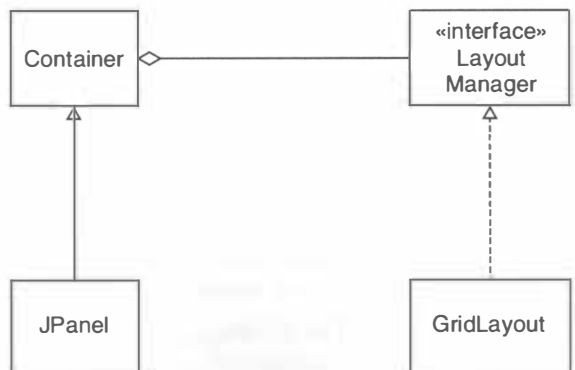 Container
«interface»
Layout
Manager
JPanel
GridLayout